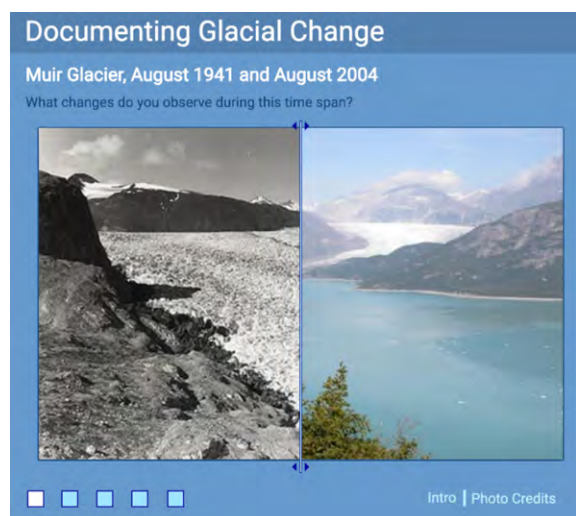 Documenting Glacial Change
Muir Glacier, August 1941 and August 2004
What changes do you observe during this time span?
Intro | Photo Credits